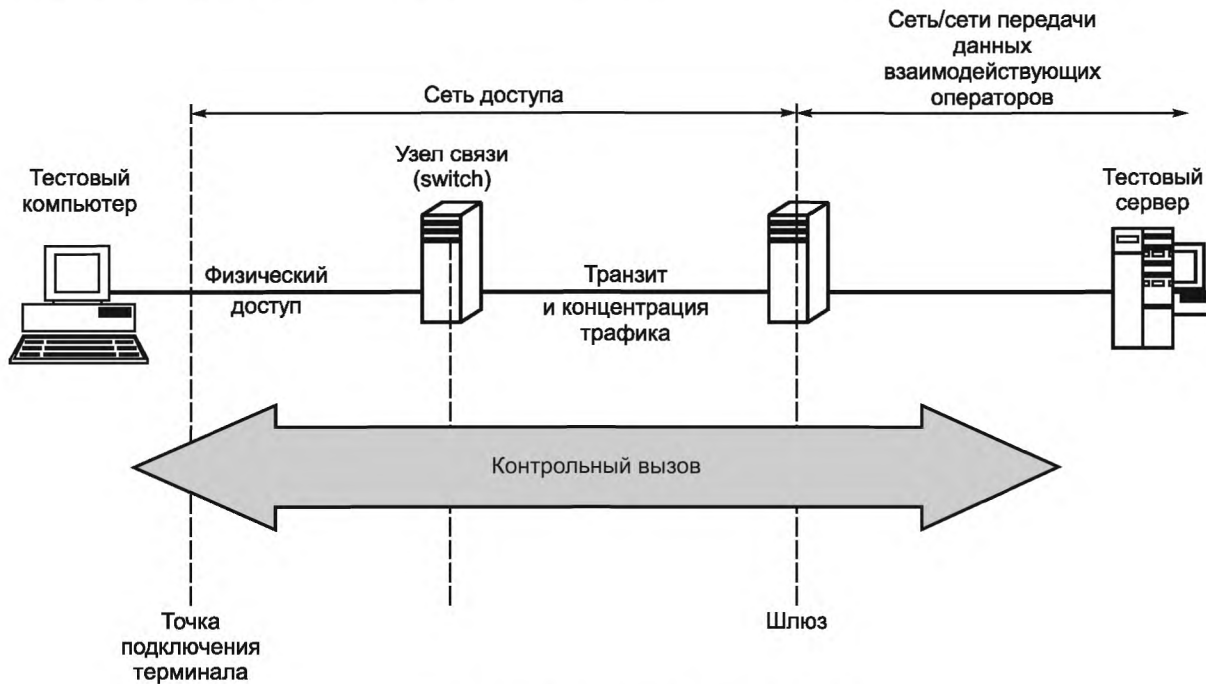 Сеть/сети передачи
данных
взаимодействующих
операторов
Сеть доступа
Узел связи
(switch)
Тестовый
компьютер
Тестовый
сервер
Физический
доступ
Транзит
и концентрация
трафика
Контрольный вызов
Точка
подключения
терминала
Шлюз